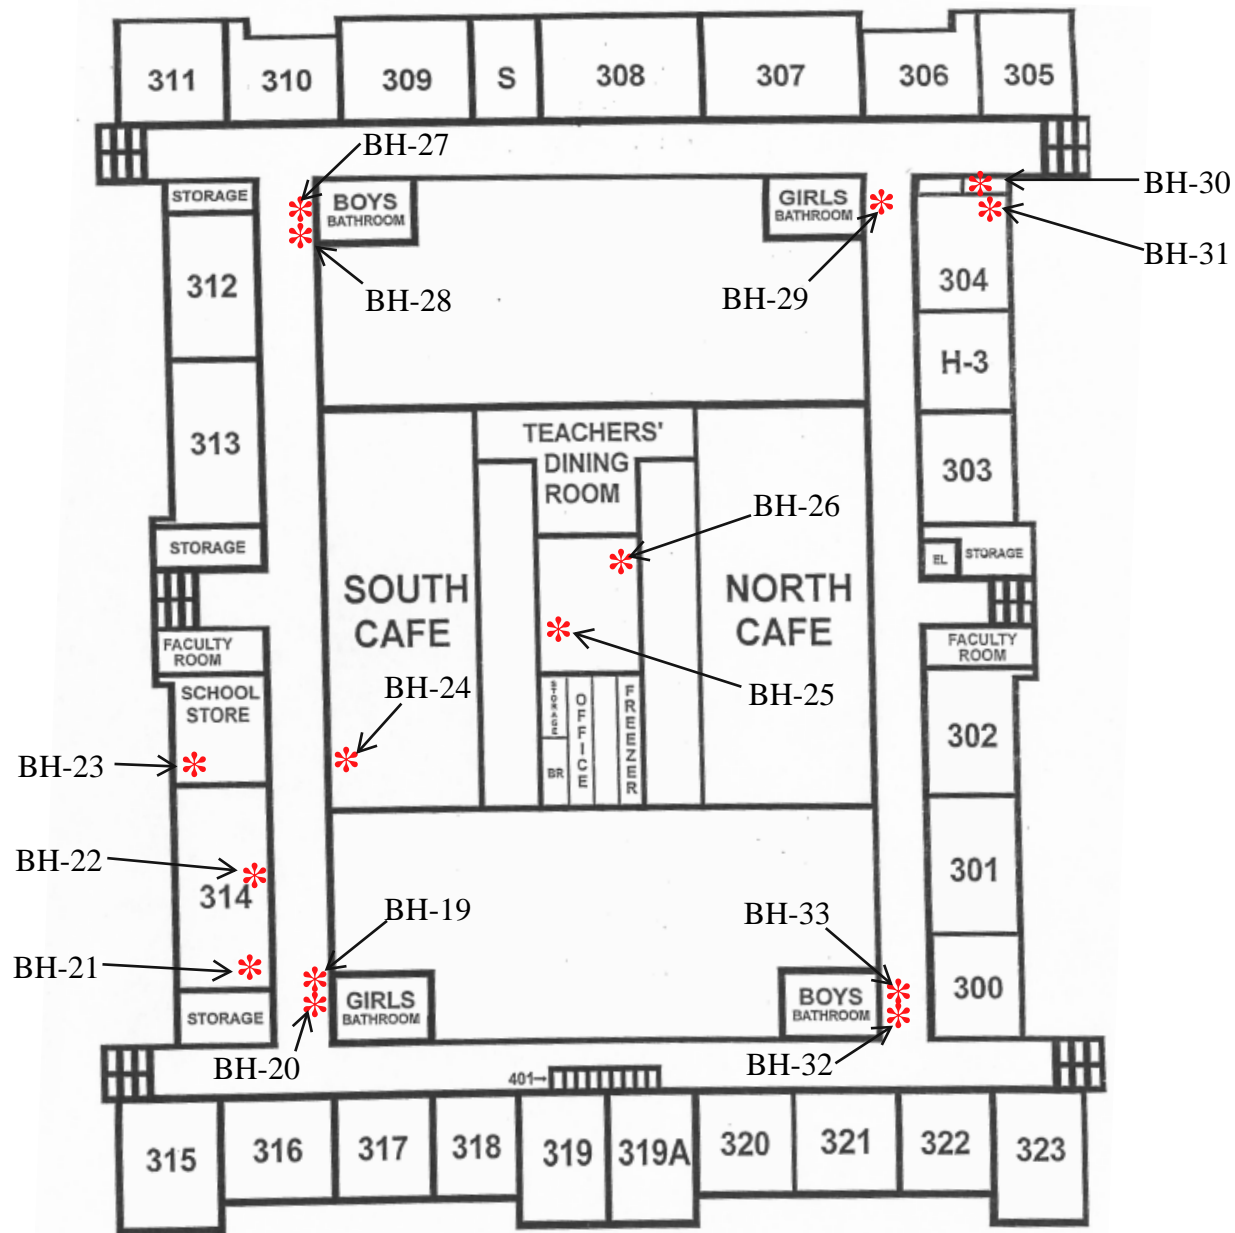 311
310
309
S
308
307
306
305
BH-27
BH-30
STORAGE
BOYS
BATHROOM
GIRLS
BATHROOM
BH-31
312
BH-28
BH-29
304
H-3
313
TEACHERS'
DINING
ROOM
303
BH-26
STORAGE
EL
STORAGE
SOUTH
CAFE
NORTH
CAFE
FACULTY
ROOM
FACULTY
ROOM
SCHOOL
STORE
BH-24
BH-25
STORAGE
OFFICE
FREEZER
BR
302
BH-23
BH-22
314
301
BH-19
BH-33
BH-21
GIRLS
BATHROOM
BOYS
BATHROOM
300
STORAGE
BH-20
BH-32
401→
315
316
317
318
319
319A
320
321
322
323